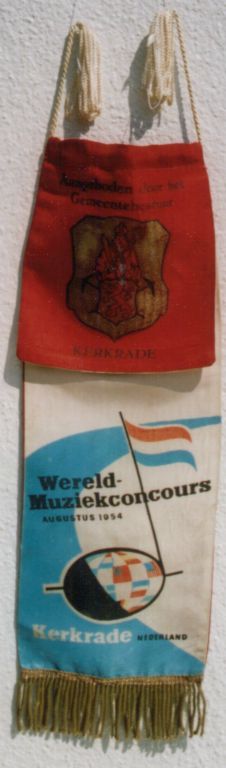 Aangeboden door het
Gemeentebestuur
KERKRADE
Wereld-
Muziekconcours
AUGUSTUS 1954
Kerkrade NEDERLAND